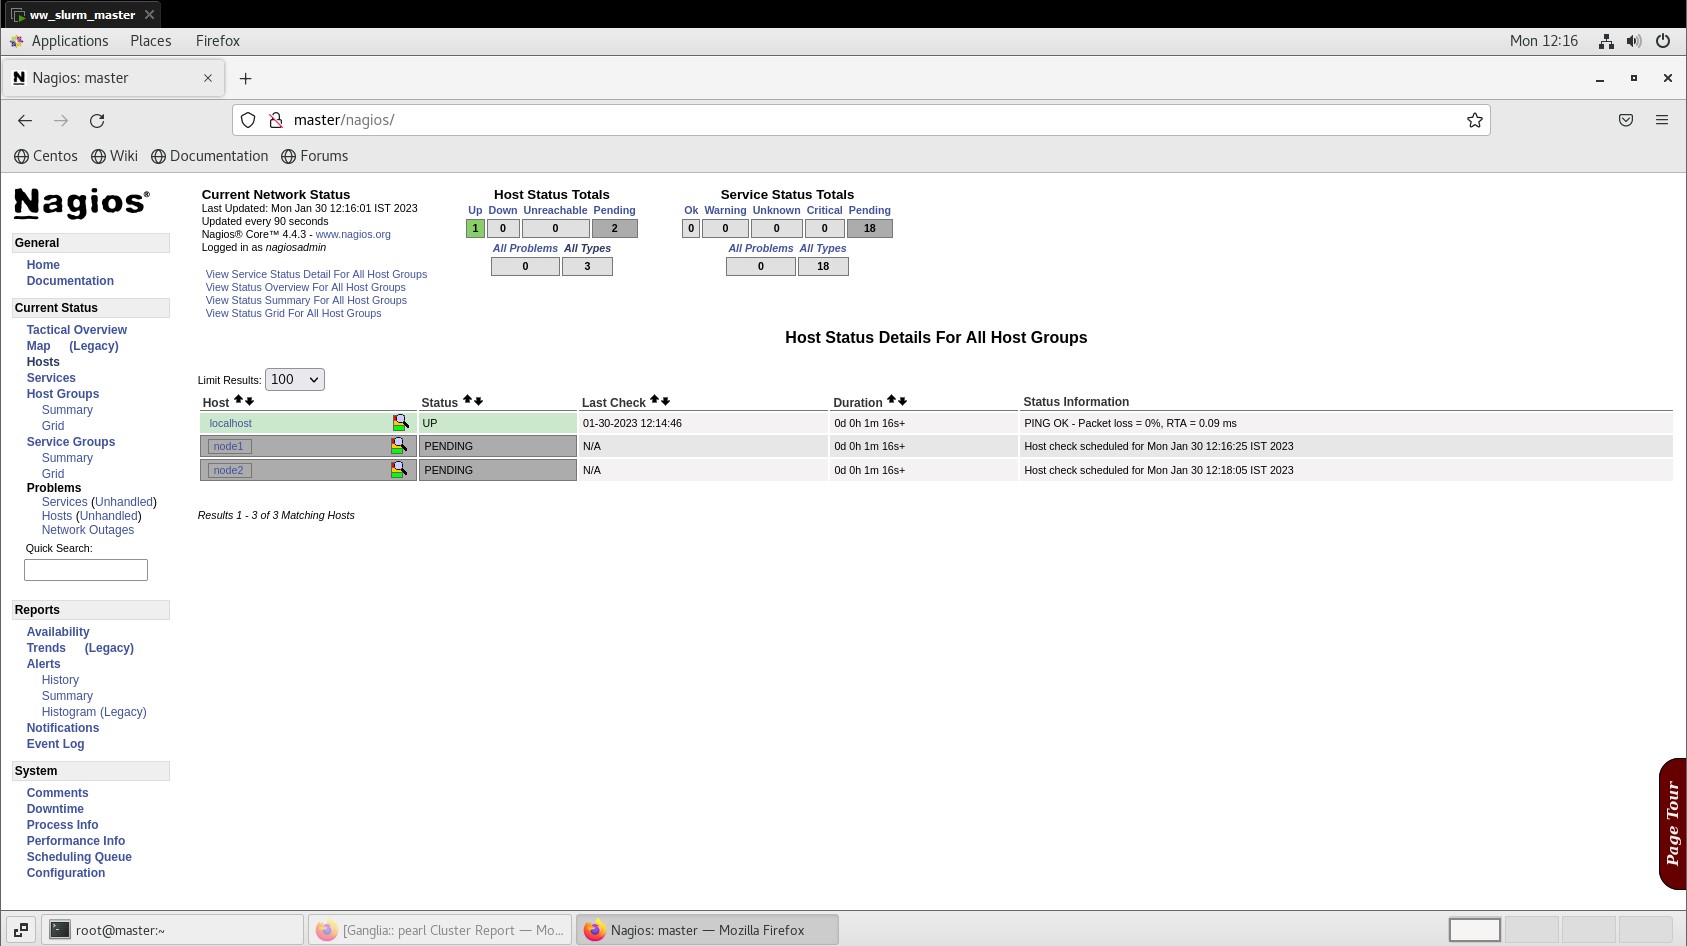 ww_slurm_master
Applications Places Firefox Mon 12:16
Nagios: master
master/nagios/
Centos Wiki Documentation Forums
Nagios®
General
Home
Documentation
Current Status
Tactical Overview
Map (Legacy)
Hosts
Services
Host Groups
Summary
Grid
Service Groups
Summary
Grid
Problems
Services (Unhandled)
Hosts (Unhandled)
Network Outages
Quick Search:
Reports
Availability
Trends (Legacy)
Alerts
History
Summary
Histogram (Legacy)
Notifications
Event Log
System
Comments
Downtime
Process Info
Performance Info
Scheduling Queue
Configuration
Current Network Status
Last Updated: Mon Jan 30 12:16:01 IST 2023
Updated every 90 seconds
Nagios® Core™ 4.4.3 - www.nagios.org
Logged in as nagiosadmin
View Service Status Detail For All Host Groups
View Status Overview For All Host Groups
View Status Summary For All Host Groups
View Status Grid For All Host Groups
Host Status Totals
Up Down Unreachable Pending
1 0 0 2
All Problems All Types
0 3
Service Status Totals
Ok Warning Unknown Critical Pending
0 0 0 0 18
All Problems All Types
0 18
Host Status Details For All Host Groups
Limit Results: 100
Host Status Last Check Duration Status Information
localhost UP 01-30-2023 12:14:46 0d 0h 1m 16s+ PING OK - Packet loss = 0%, RTA = 0.09 ms
node1 PENDING N/A 0d 0h 1m 16s+ Host check scheduled for Mon Jan 30 12:16:25 IST 2023
node2 PENDING N/A 0d 0h 1m 16s+ Host check scheduled for Mon Jan 30 12:18:05 IST 2023
Results 1 - 3 of 3 Matching Hosts
Page Tour
root@master:~ [Ganglia:: pearl Cluster Report — Mo... Nagios: master — Mozilla Firefox